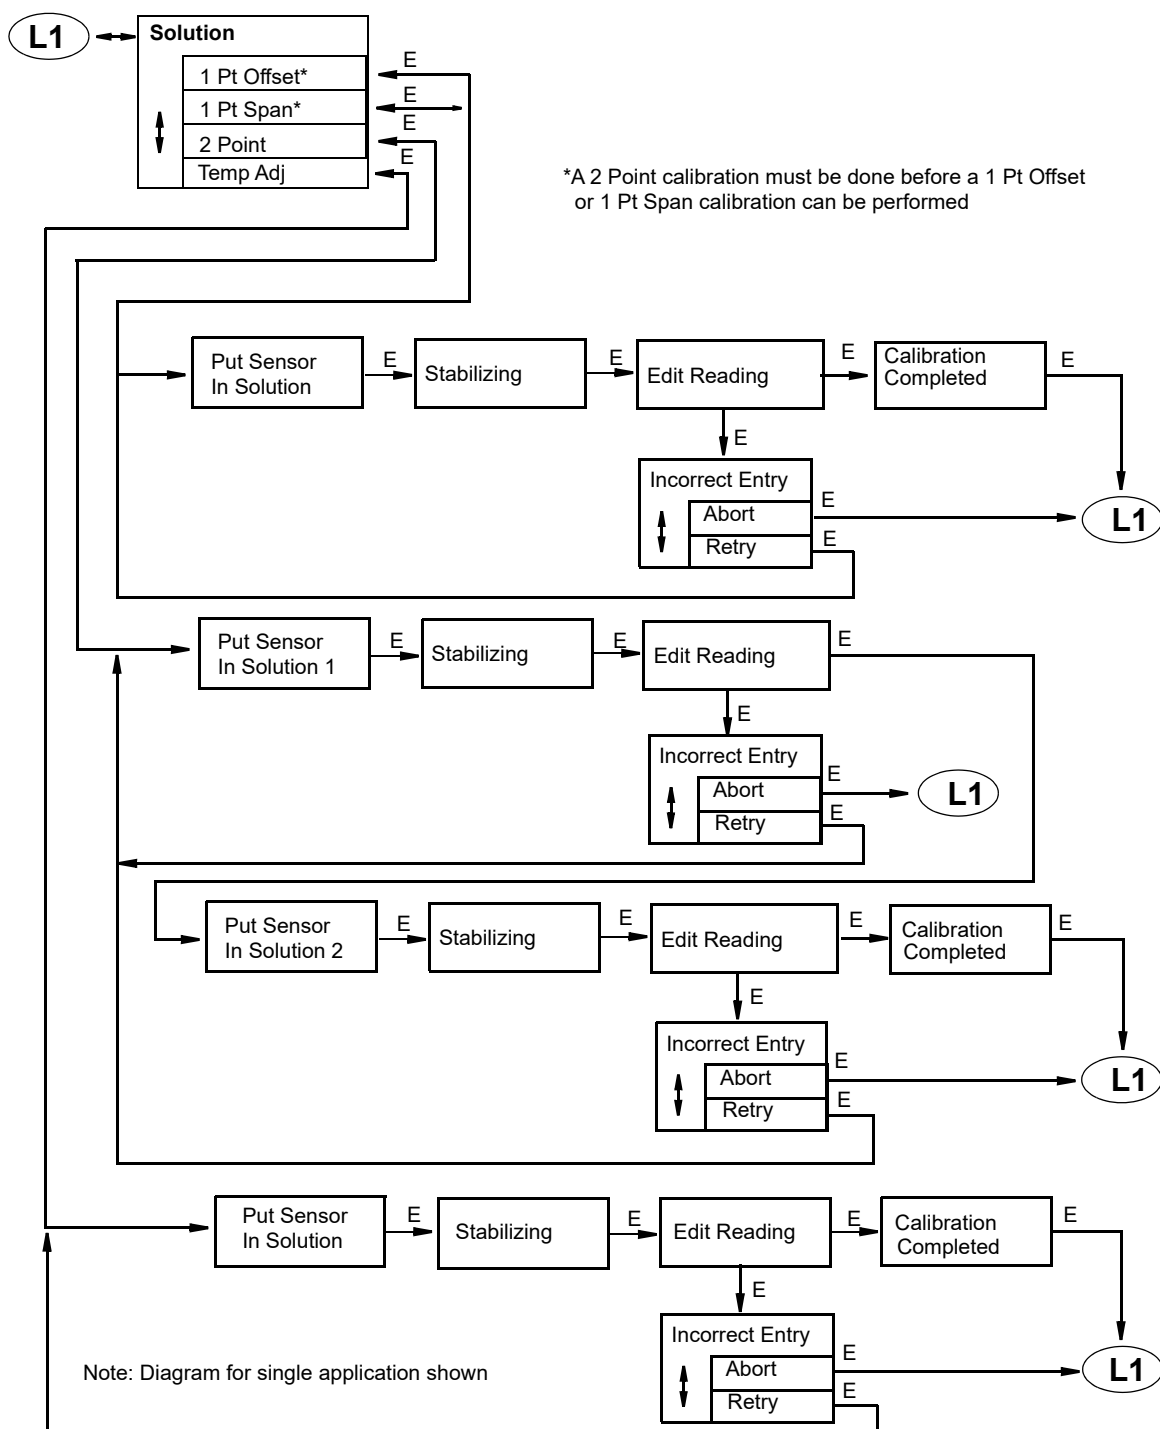 L1
Solution
E
1 Pt Offset*
E
1 Pt Span*
E
2 Point
E
Temp Adj
*A 2 Point calibration must be done before a 1 Pt Offset
or 1 Pt Span calibration can be performed
Put Sensor
In Solution
E
Stabilizing
E
Edit Reading
E
Calibration
Completed
E
E
Incorrect Entry
Abort
E
Retry
E
L1
Put Sensor
In Solution 1
E
Stabilizing
E
Edit Reading
E
E
Incorrect Entry
Abort
E
Retry
E
L1
Put Sensor
In Solution 2
E
Stabilizing
E
Edit Reading
E
Calibration
Completed
E
E
Incorrect Entry
Abort
E
Retry
E
L1
Put Sensor
In Solution
E
Stabilizing
E
Edit Reading
E
Calibration
Completed
E
E
Incorrect Entry
Abort
E
Retry
E
L1
Note: Diagram for single application shown